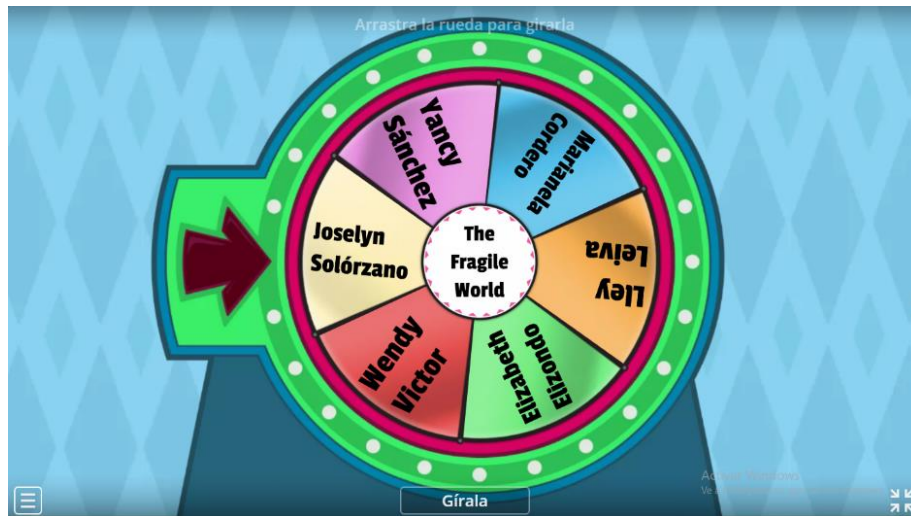 Arrastra la rueda para girarla
Yancy
Sánchez
Marianela
Cordero
Joselyn
Solórzano
The
Fragile
World
Lley
Leiva
Wendy
Victor
Elizabeth
Elizondo
Gírala